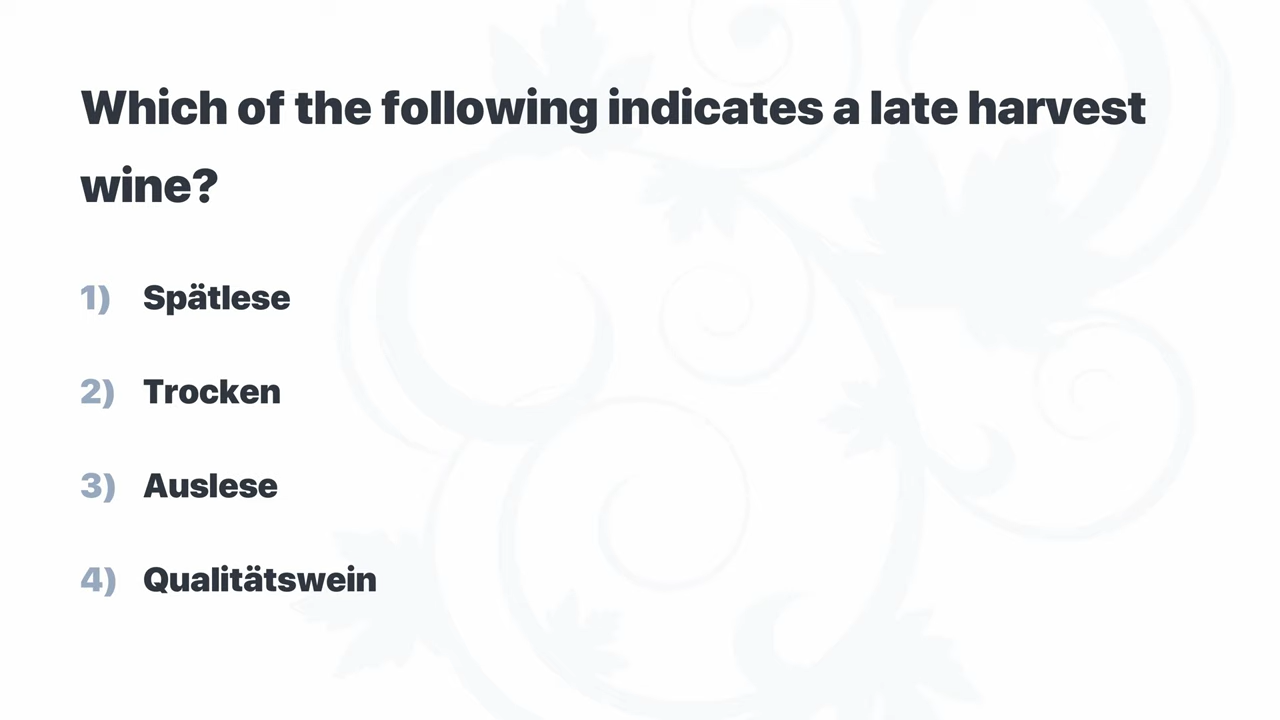 Which of the following indicates a late harvest
wine?
1) Spätlese
2) Trocken
3) Auslese
4) Qualitätswein